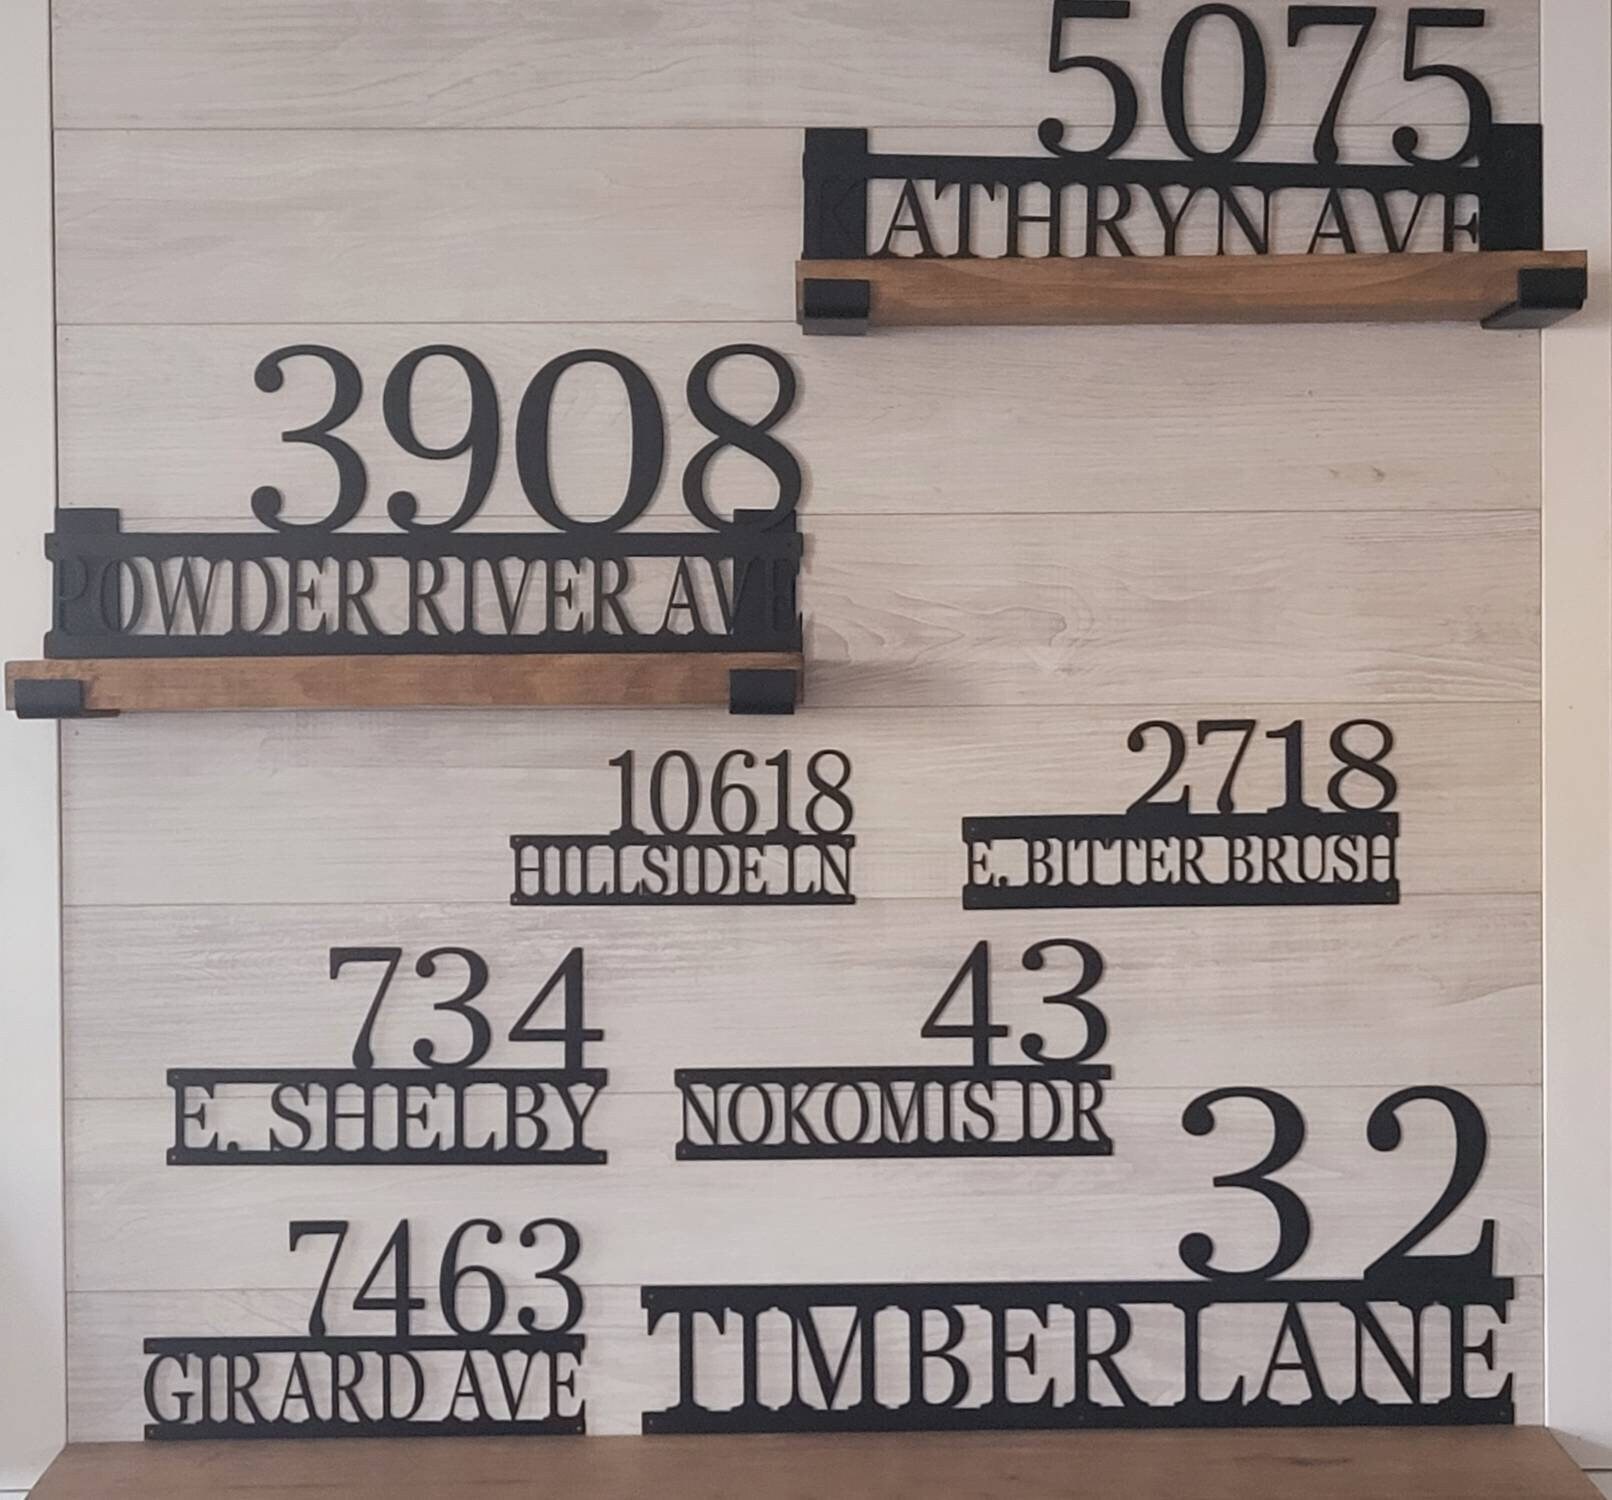 5075
KATHRYN AVE
3908
POWDER RIVER AVE
10618
HILLSIDE LN
2718
E. BITTER BRUSH
734
E. SHELBY
43
NOKOMIS DR
7463
GIRARD AVE
32
TIMBER LANE